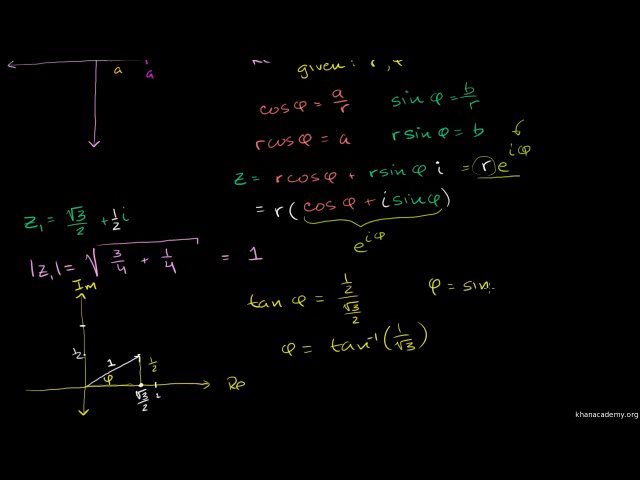 a
a
given: r, φ
cos φ = a/r    sin φ = b/r
r cos φ = a    r sin φ = b
z = r cos φ + r sin φ i = r e^{iφ}
= r ( cos φ + i sin φ )
e^{iφ}
z₁ = √3/2 + 1/2 i
|z₁| = √(3/4 + 1/4) = 1
Im
tan φ = (1/2)/(√3/2)    φ = sin
φ = tan⁻¹ (1/√3)
1/2
1
1/2
φ
Re
√3/2
1
khanacademy.org